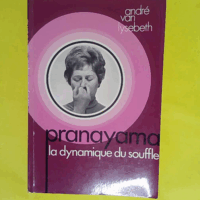 andré
van
lysebeth
pranayama
la dynamique du souffle